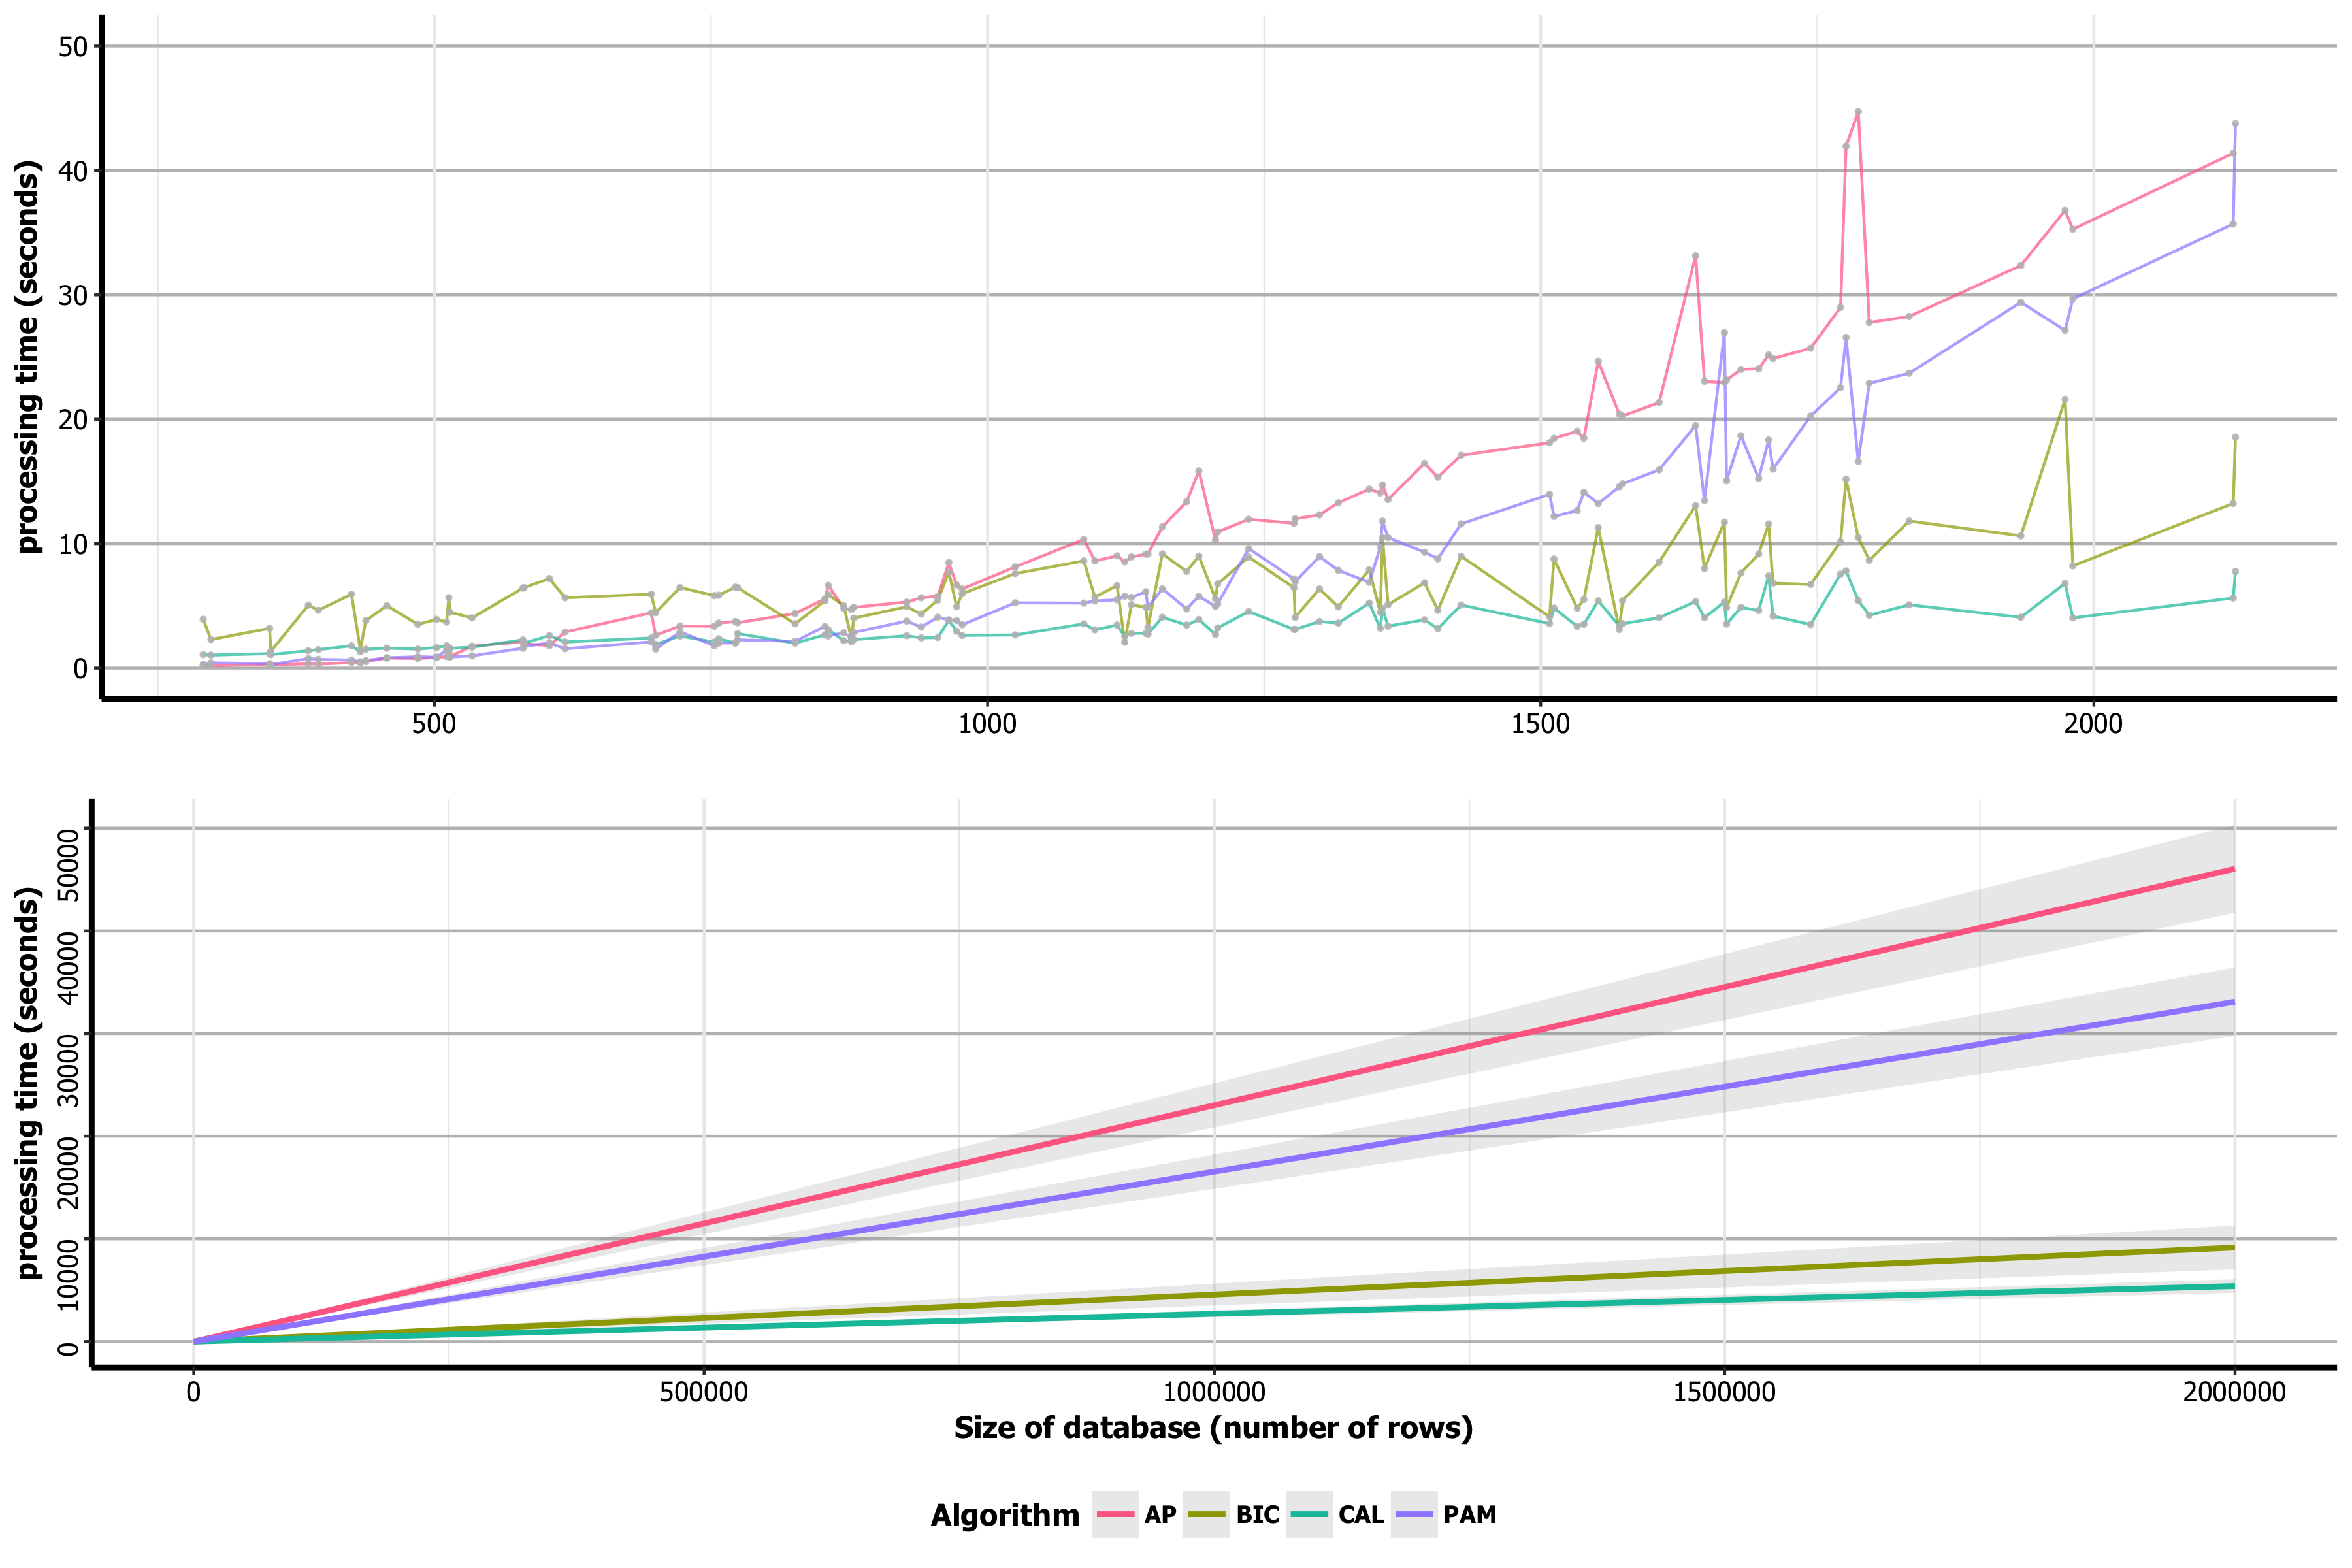 processing time (seconds)
50
40
30
20
10
0
500 1000 1500 2000
processing time (seconds)
50000
40000
30000
20000
10000
0
0 500000 1000000 1500000 2000000
Size of database (number of rows)
Algorithm AP BIC CAL PAM